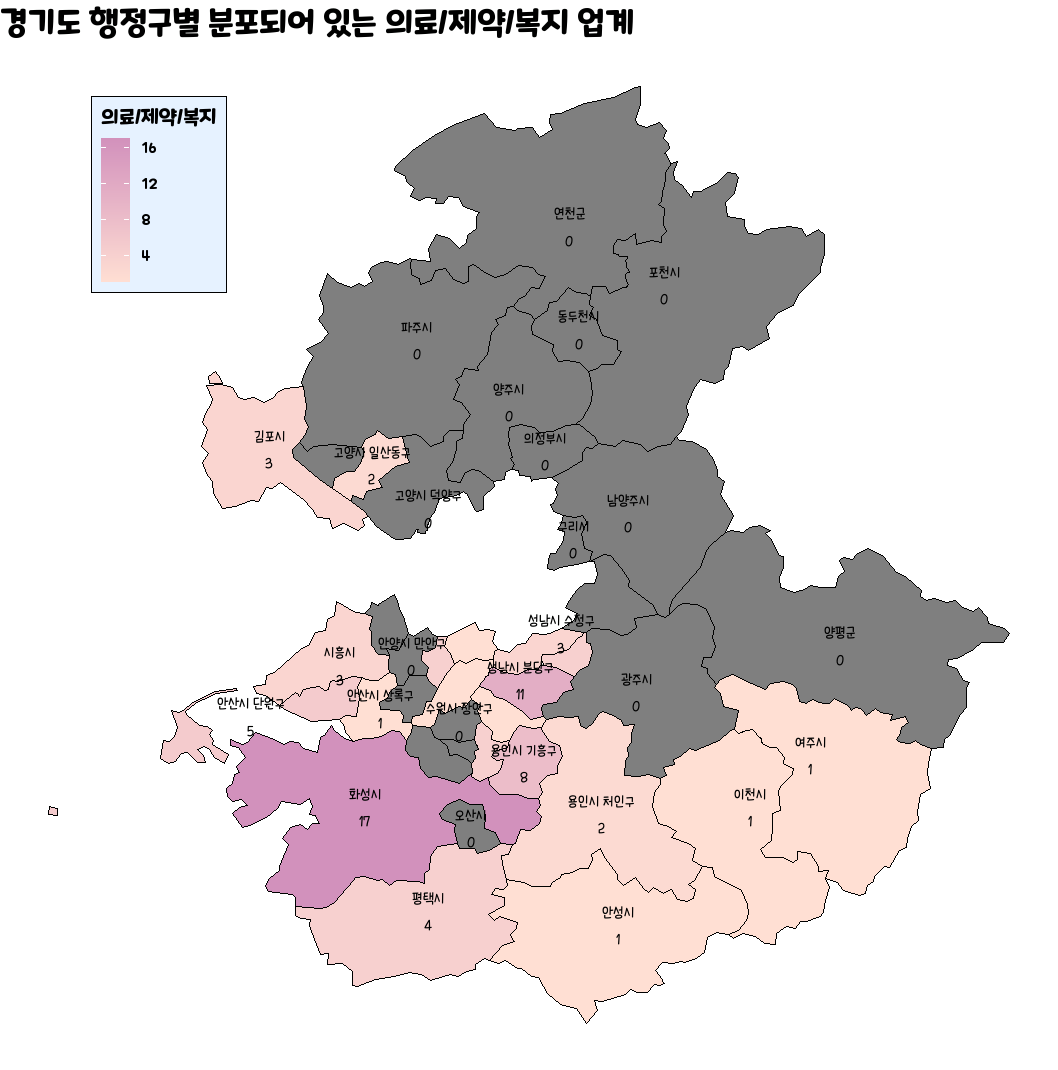 경기도 행정구별 분포되어 있는 의료/제약/복지 업계
의료/제약/복지
16
12
8
4
연천군
0
포천시
0
동두천시
0
파주시
0
양주시
0
의정부시
0
김포시
3
고양시 일산동구
2
고양시 덕양구
0
남양주시
0
구리시
0
양평군
0
성남시 수정구
3
안양시 만안구
0
시흥시
3
성남시 분당구
11
광주시
0
안산시 상록구
1
안산시 단원구
5
수원시 장안구
0
용인시 기흥구
8
여주시
1
화성시
17
오산시
0
용인시 처인구
2
이천시
1
평택시
4
안성시
1